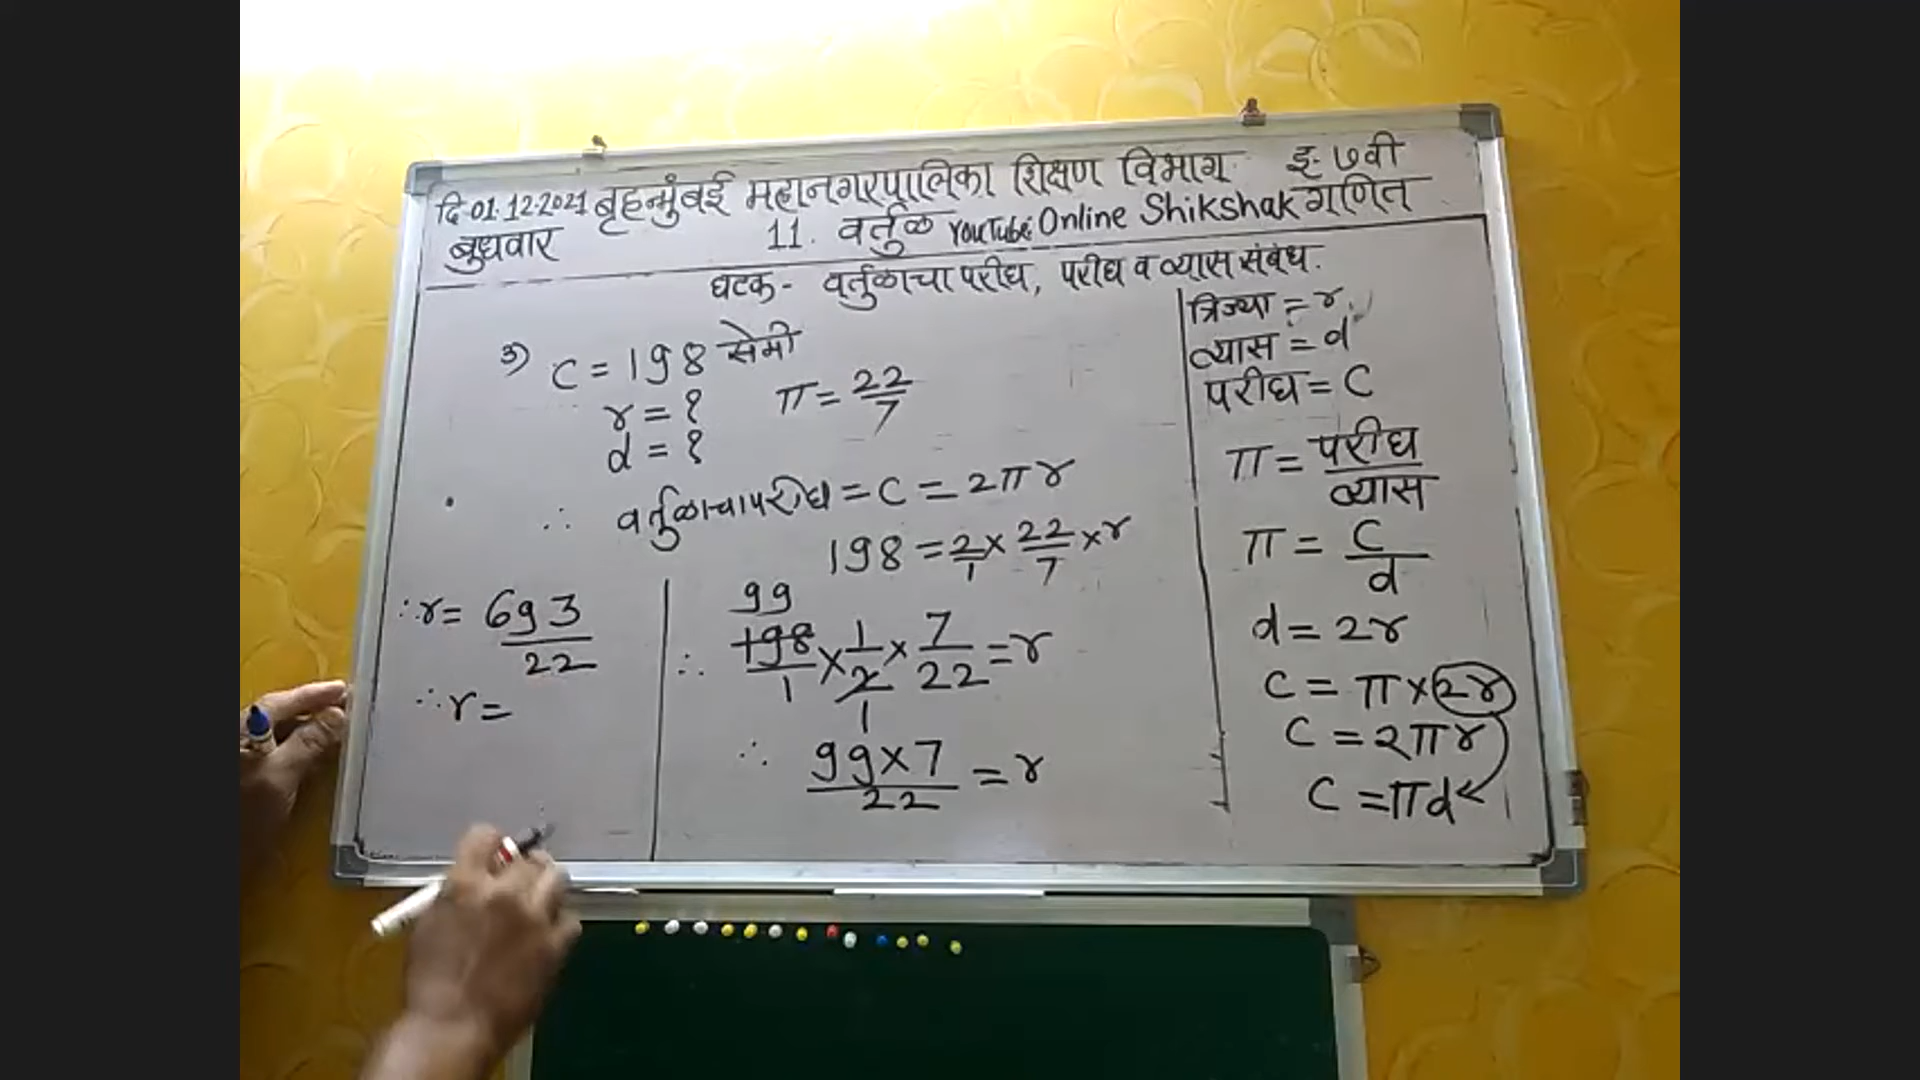 बृहन्मुंबई महानगरपालिका शिक्षण विभाग इ. ७वी
दि.01.12.2021
बुधवार 11. वर्तुळ YouTube: Online Shikshak गणित
घटक - वर्तुळाचा परीघ, परीघ व व्यास संबंध.
3) C = 198 सेमी
r = ?
π = 22/7
d = ?
∴ वर्तुळाचा परीघ = C = 2πr
198 = 2/1 × 22/7 × r
99
∴ 198/1 × 1/2 × 7/22 = r
1
∴ 99×7/22 = r
∴ r = 693/22
∴ r =
त्रिज्या = r
व्यास = d
परीघ = C
π = परीघ/व्यास
π = C/d
d = 2r
C = π × 2r
C = 2πr
C = πd